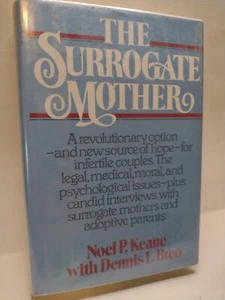 THE
SURROGATE
MOTHER
A revolutionary option
—and new source of hope—for
infertile couples. The
legal, medical, moral, and
psychological issues—plus
candid interviews with
surrogate mothers and
adoptive parents.
Noel P. Keane
with Dennis L. Breo